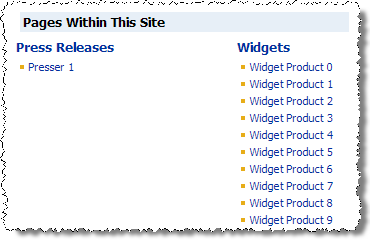 Pages Within This Site
Press Releases
Presser 1
Widgets
Widget Product 0
Widget Product 1
Widget Product 2
Widget Product 3
Widget Product 4
Widget Product 5
Widget Product 6
Widget Product 7
Widget Product 8
Widget Product 9